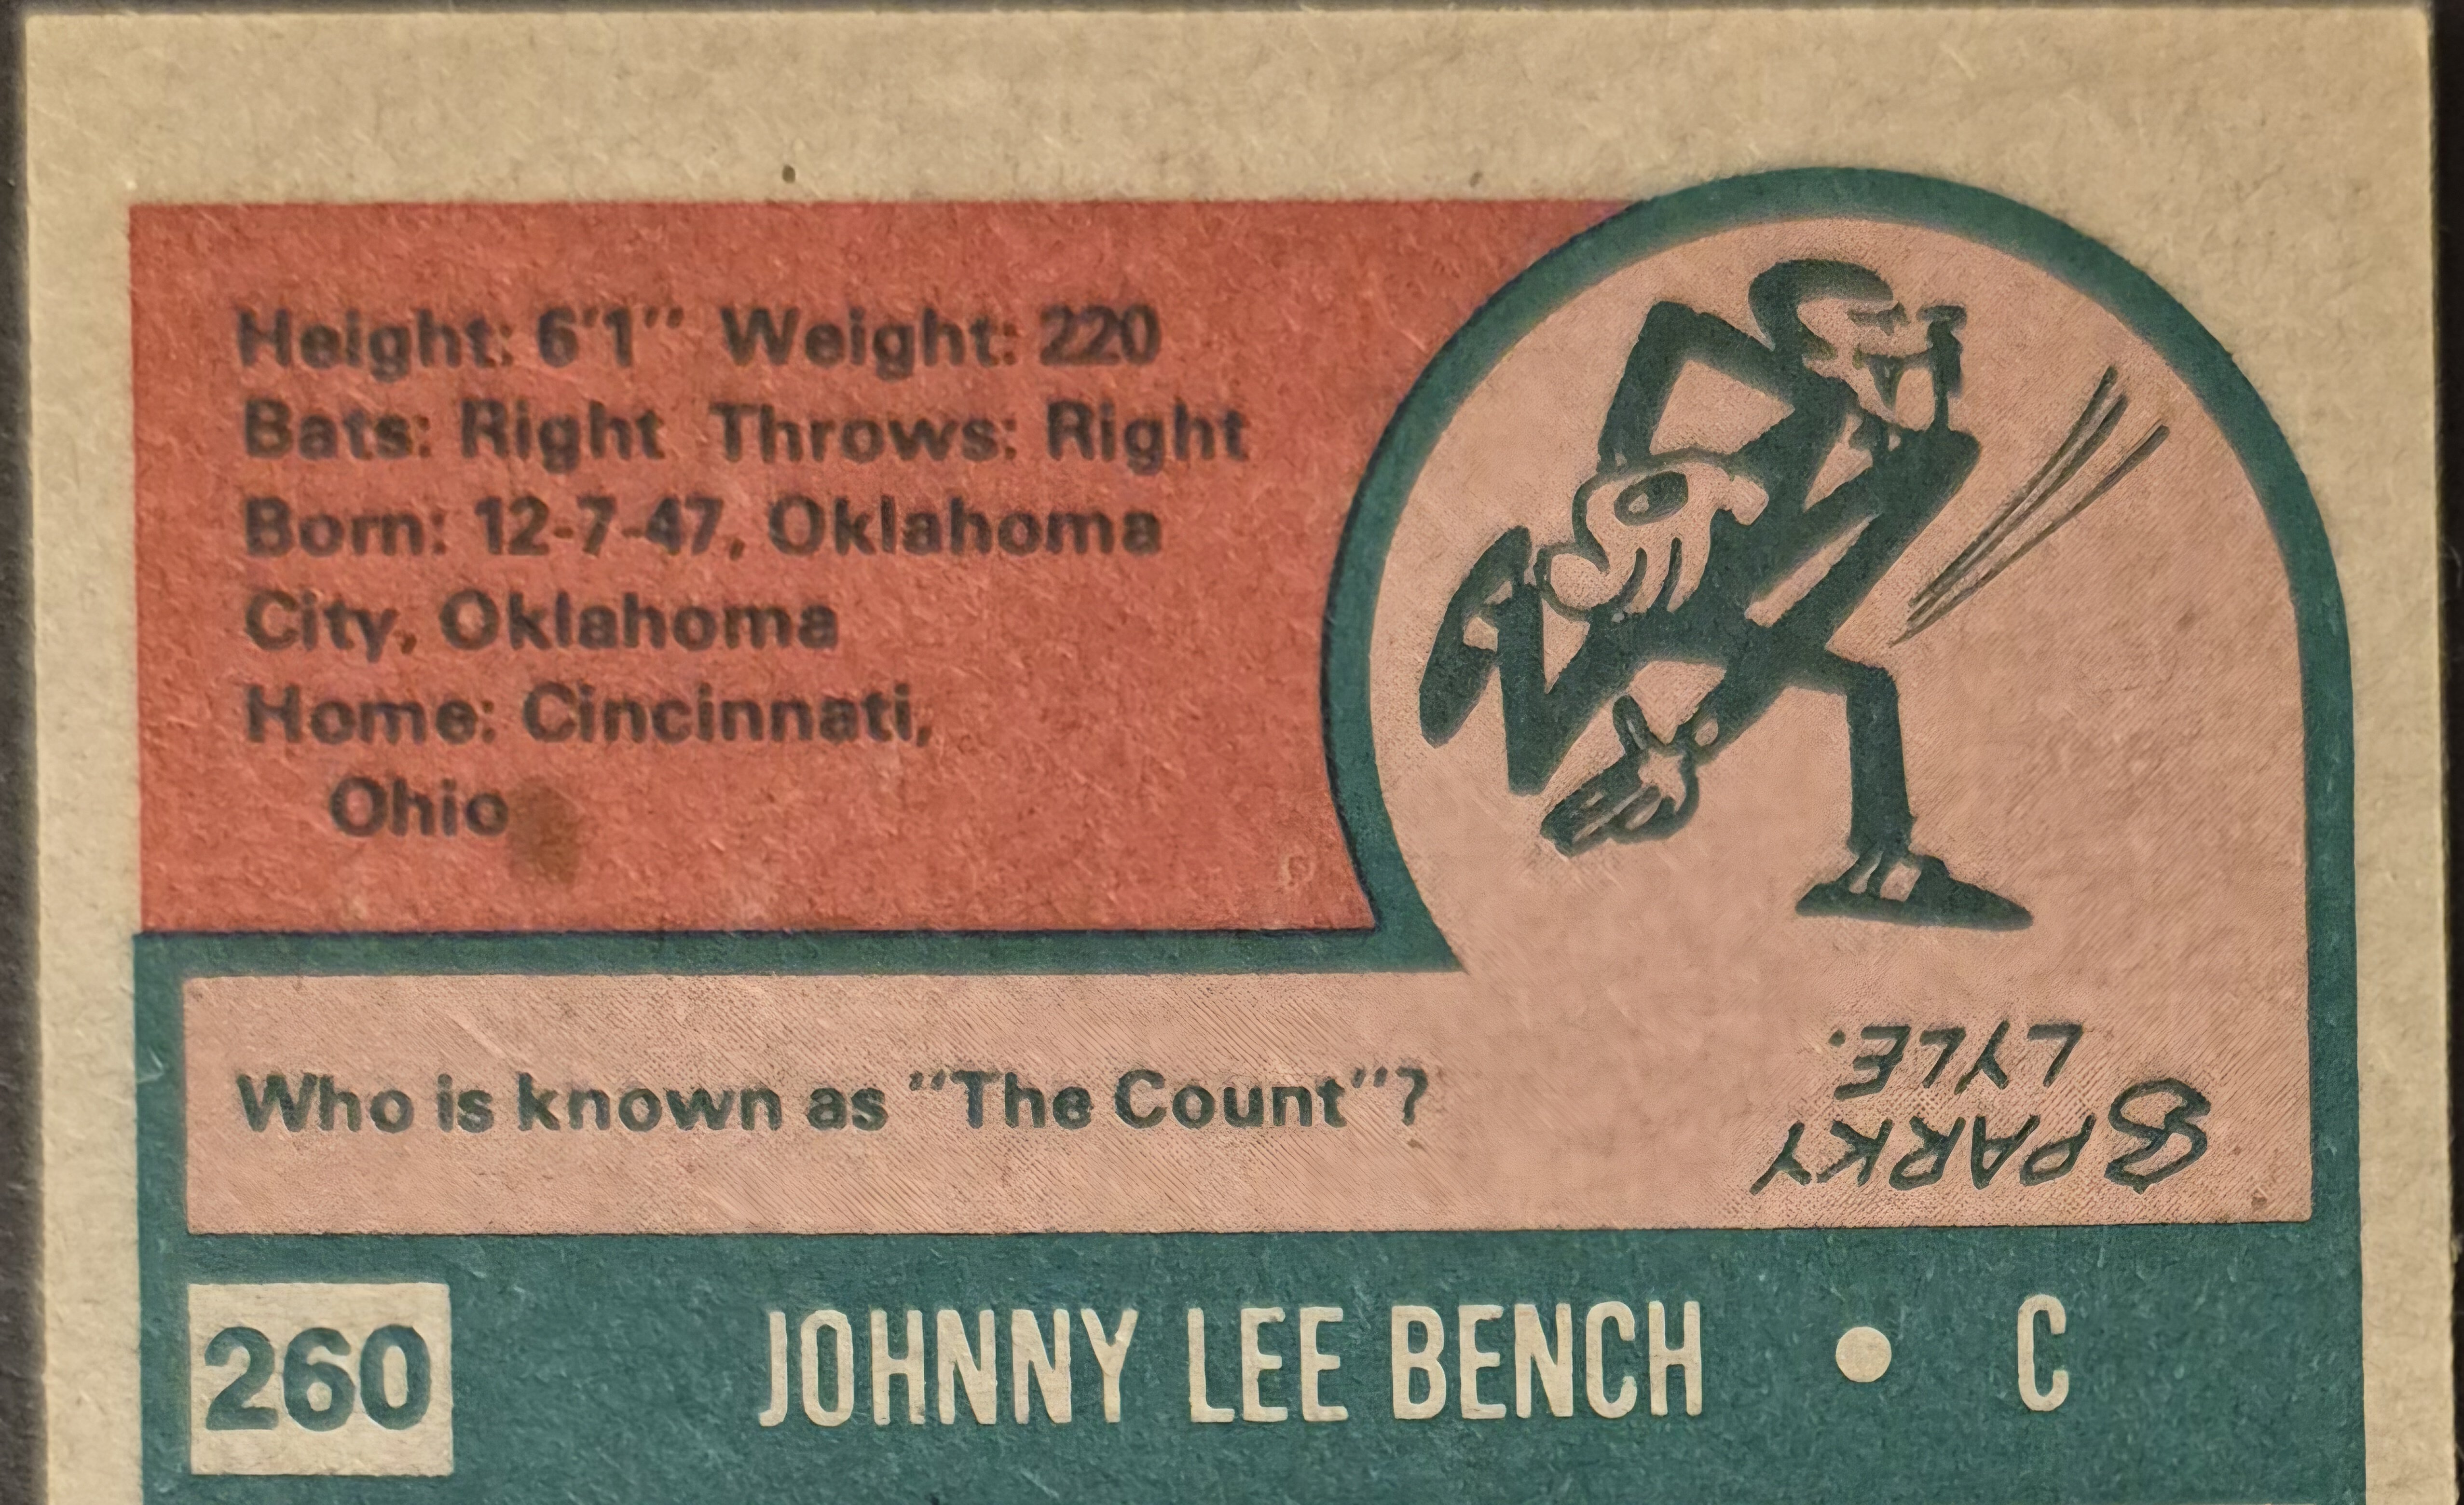 Height: 6'1" Weight: 220
Bats: Right Throws: Right
Born: 12-7-47, Oklahoma
City, Oklahoma
Home: Cincinnati,
Ohio
Who is known as "The Count"?
SPARKY
LYLE.
260 JOHNNY LEE BENCH • C